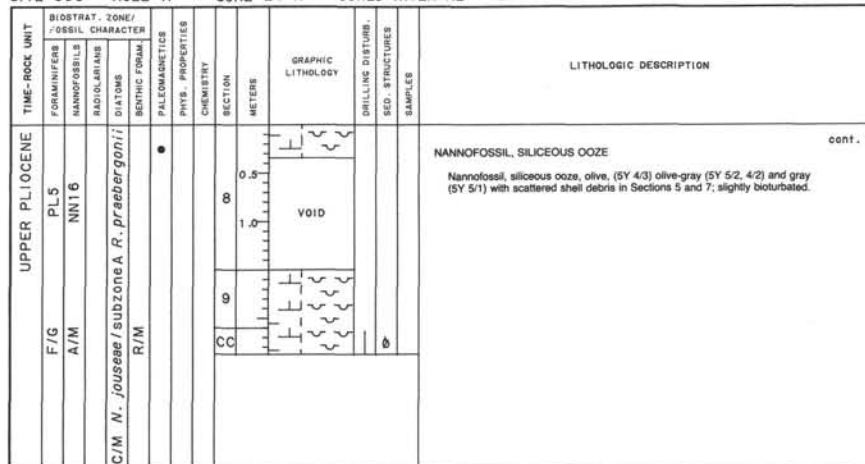 BIOSTRAT. ZONE/
FOSSIL CHARACTER
TIME-ROCK UNIT
FORAMINIFERS
NANNOFOSSILS
RADIOLARIANS
DIATOMS
BENTHIC FORAM.
PALEOMAGNETICS
PHYS. PROPERTIES
CHEMISTRY
SECTION
METERS
GRAPHIC
LITHOLOGY
DRILLING DISTURB.
SED. STRUCTURES
SAMPLES
LITHOLOGIC DESCRIPTION
UPPER PLIOCENE
F/G PL5
A/M NN16
C/M N. jouseae/subzone A R. praebergonii
R/M
●
8
9
CC
0.5
1.0
VOID
cont.
NANNOFOSSIL, SILICEOUS OOZE
Nannofossil, siliceous ooze, olive, (5Y 4/3) olive-gray (5Y 5/2, 4/2) and gray
(5Y 5/1) with scattered shell debris in Sections 5 and 7; slightly bioturbated.